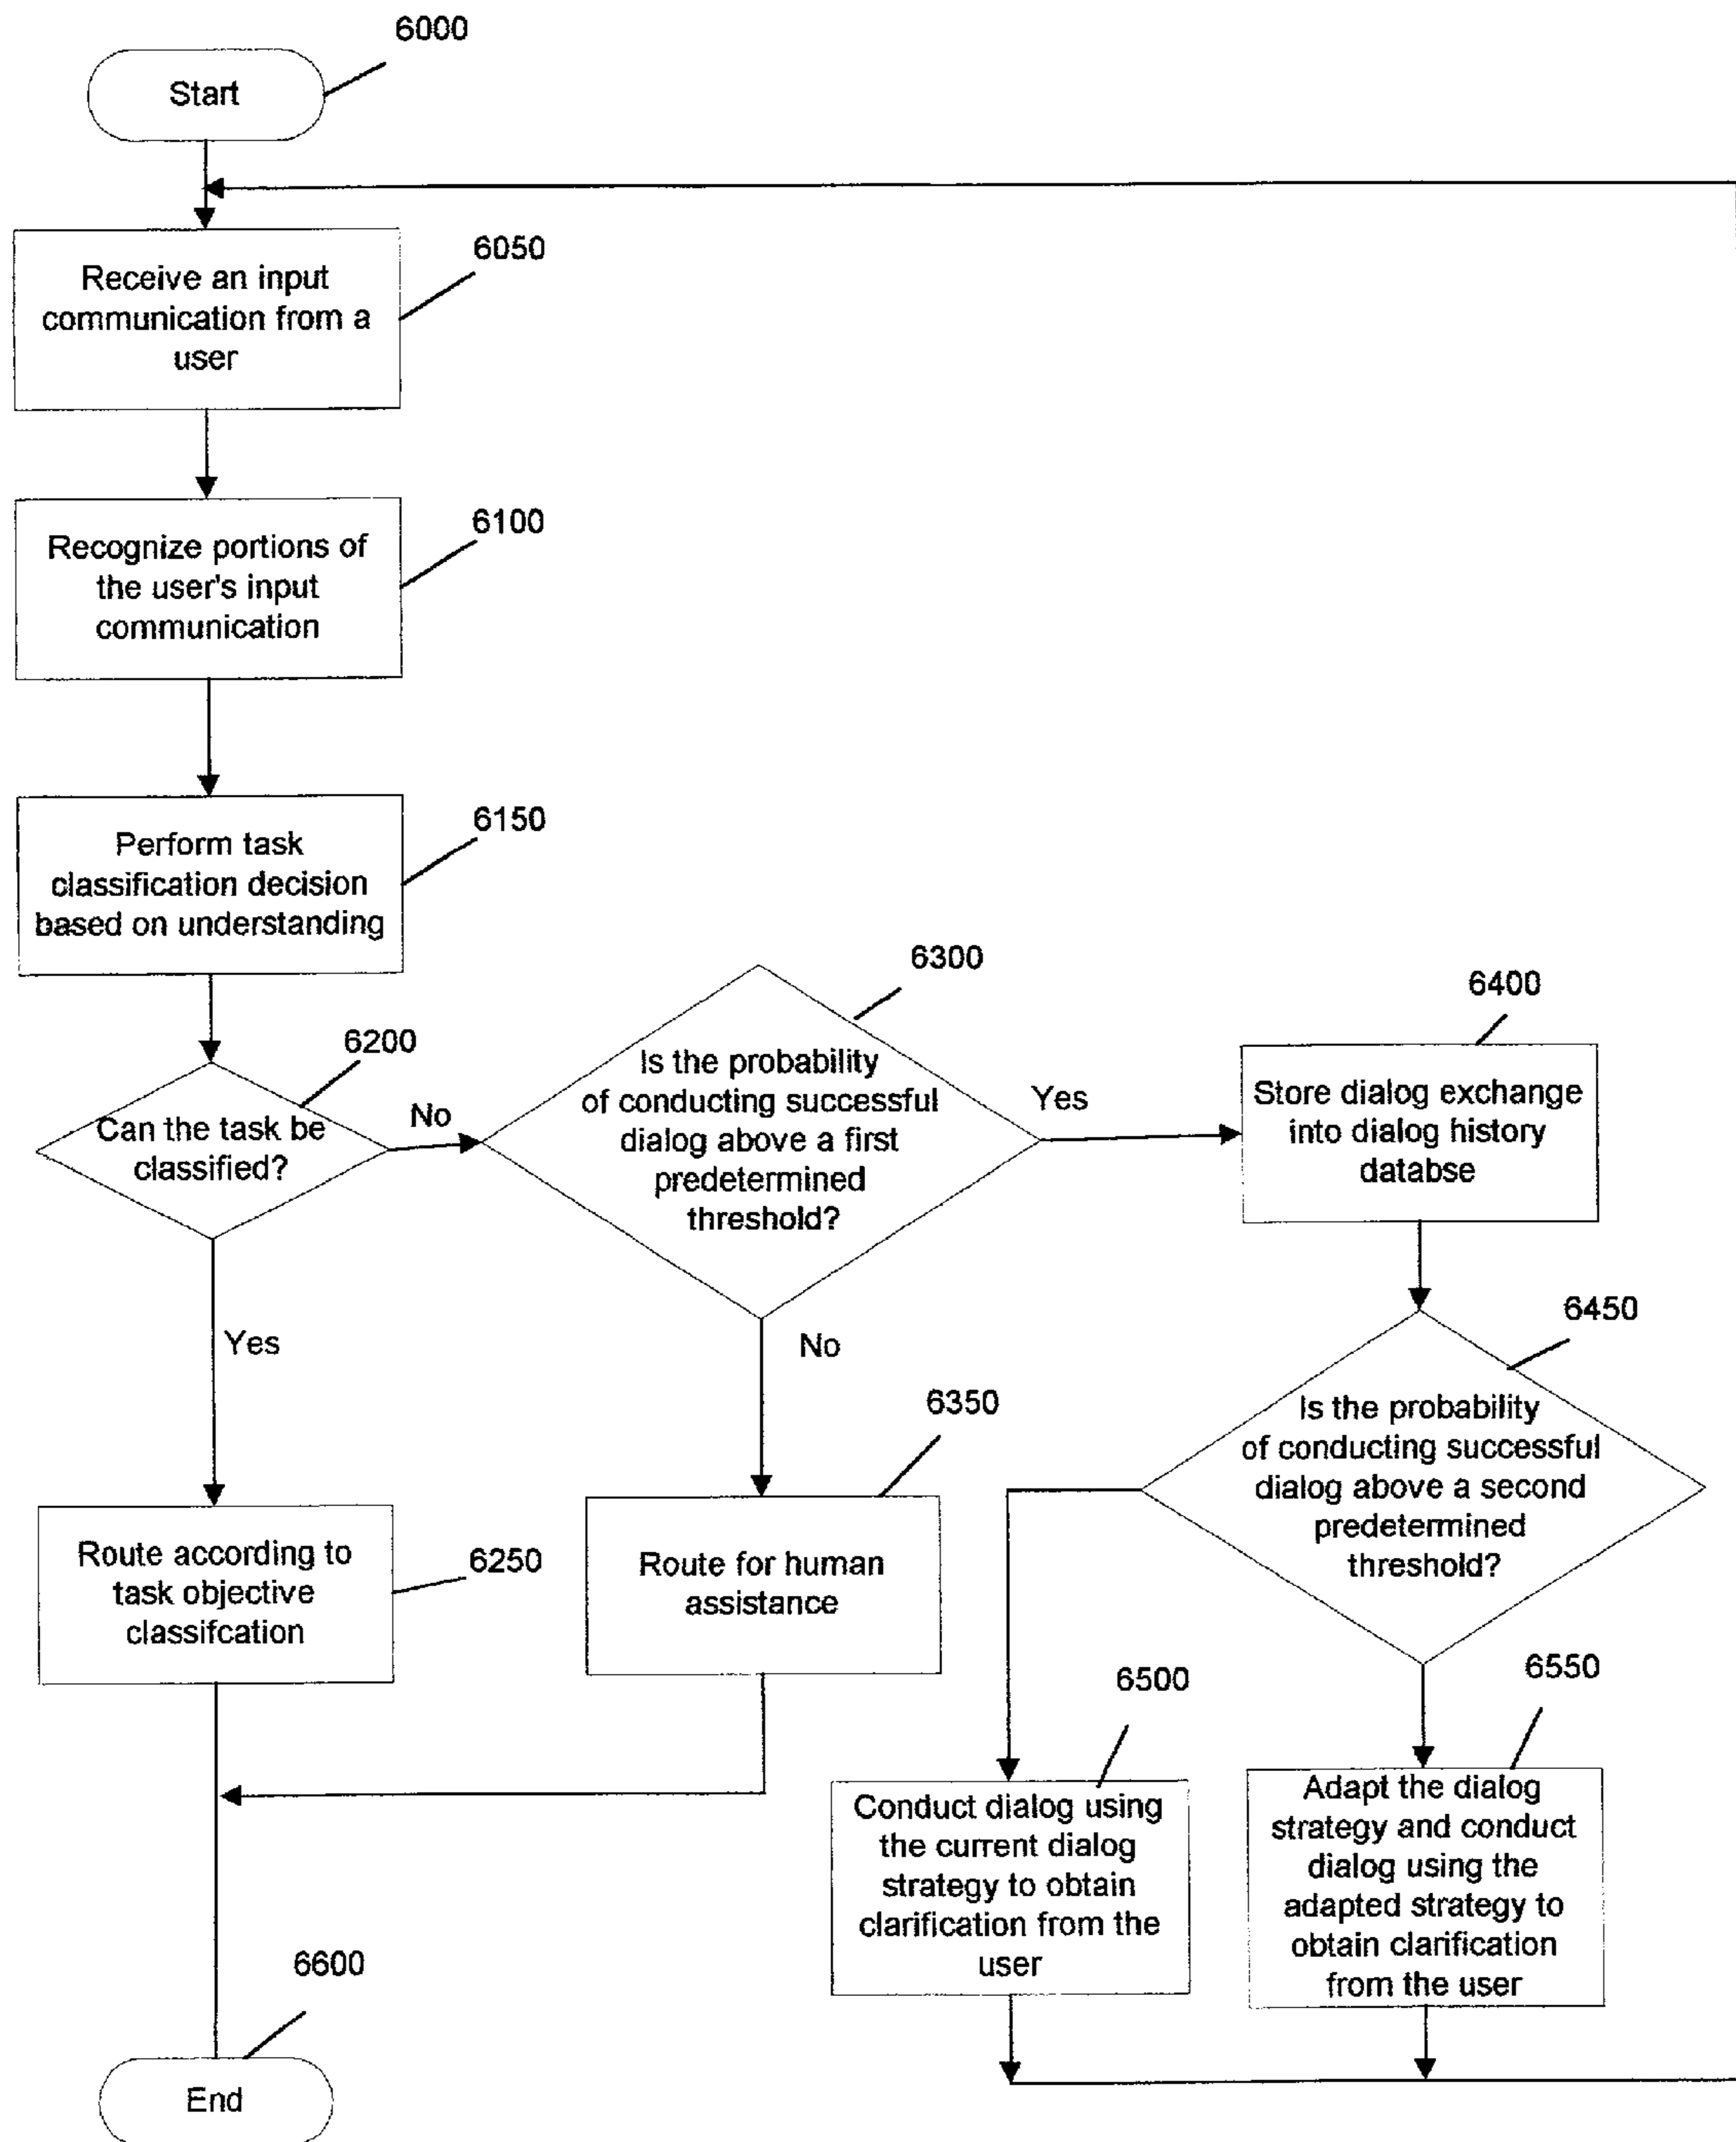 6000
Start
6050
Receive an input
communication from a
user
6100
Recognize portions of
the user's input
communication
6150
Perform task
classification decision
based on understanding
6200
Can the task be
classified?
No
6300
Is the probability
of conducting successful
dialog above a first
predetermined
threshold?
Yes
6400
Store dialog exchange
into dialog history
databse
Yes
No
6450
Is the probability
of conducting successful
dialog above a second
predetermined
threshold?
6250
Route according to
task objective
classifcation
6350
Route for human
assistance
6500
Conduct dialog using
the current dialog
strategy to obtain
clarification from the
user
6550
Adapt the dialog
strategy and conduct
dialog using the
adapted strategy to
obtain clarification
from the user
6600
End